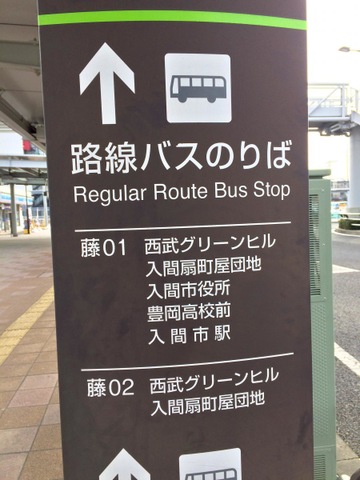 路線バスのりば
Regular Route Bus Stop
藤01 西武グリーンヒル
入間扇町屋団地
入間市役所
豊岡高校前
入間市駅
藤02 西武グリーンヒル
入間扇町屋団地